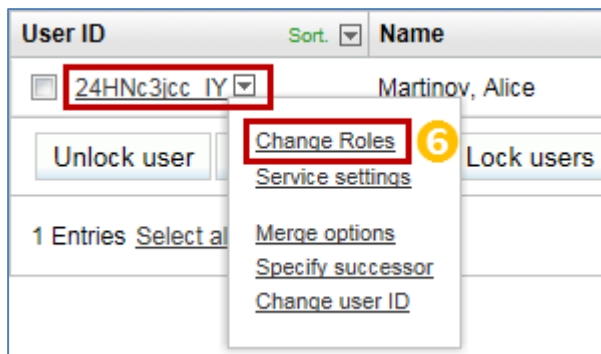 User ID Sort. Name
24HNc3jcc_IY Martinov, Alice
Change Roles 6
Unlock user Lock users
Service settings
1 Entries Select al Merge options
Specify successor
Change user ID